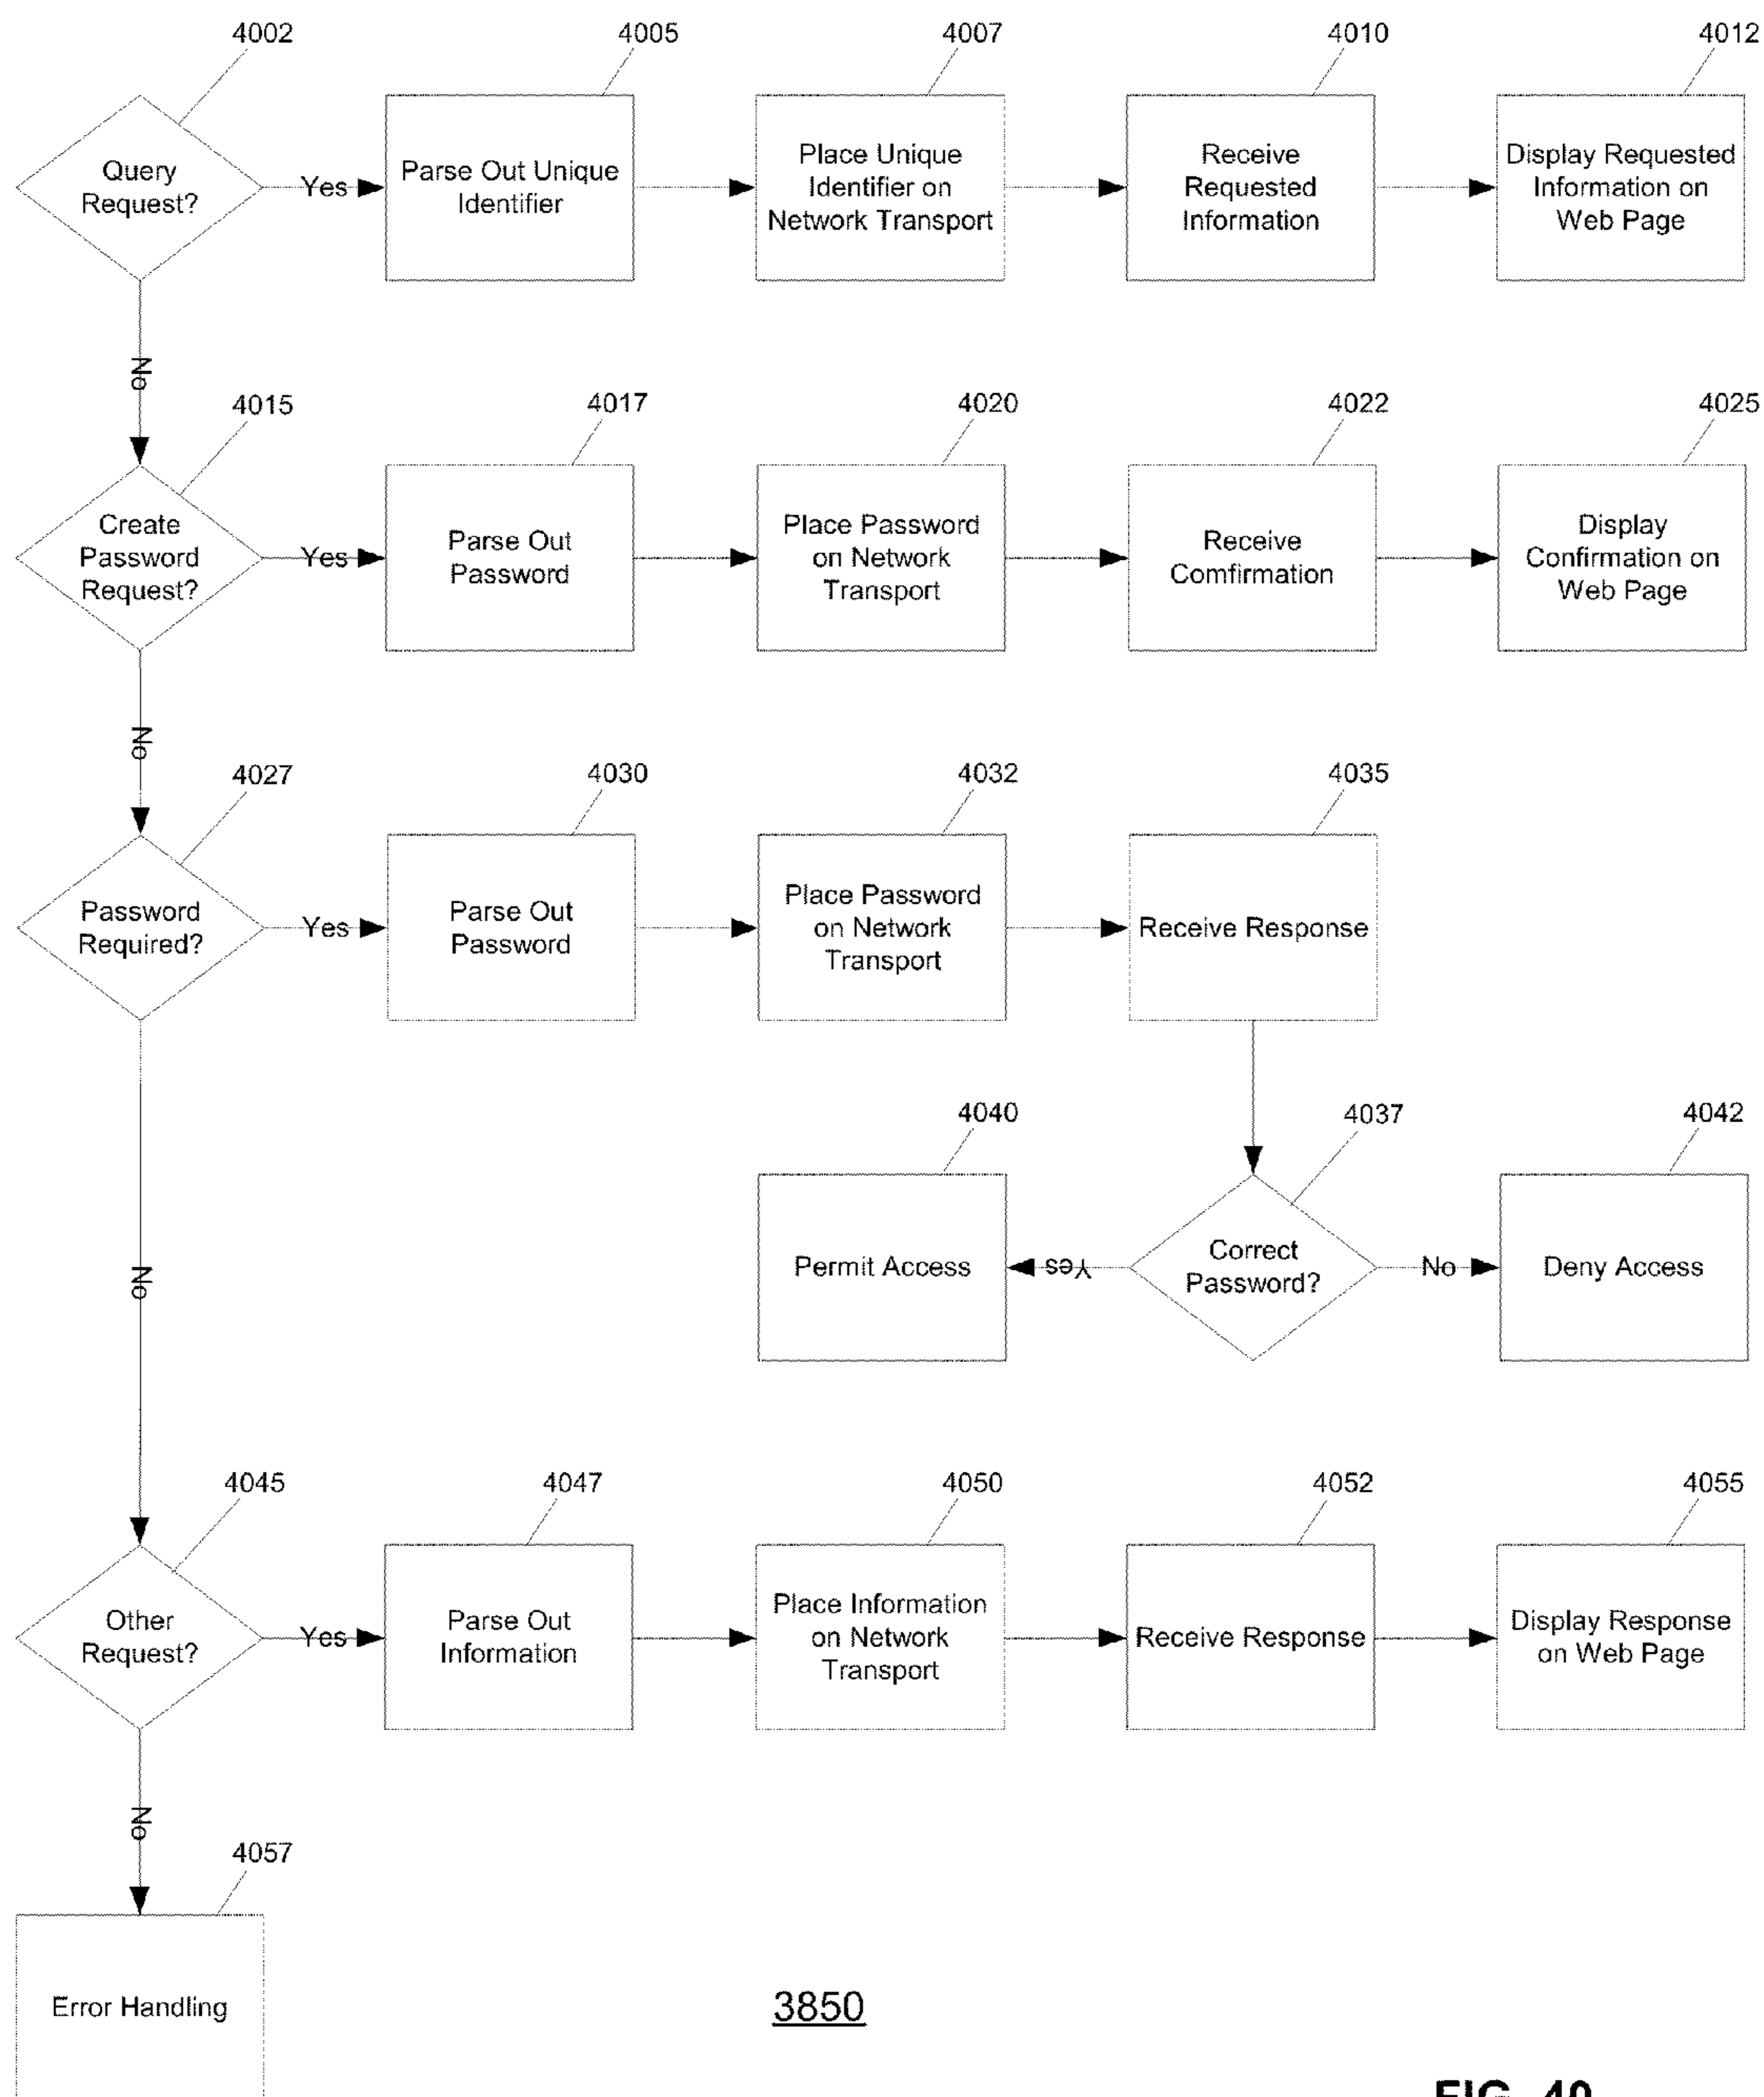 4002
4005
4007
4010
4012
Query
Request?
Yes
Parse Out Unique
Identifier
Place Unique
Identifier on
Network Transport
Receive
Requested
Information
Display Requested
Information on
Web Page
No
4015
4017
4020
4022
4025
Create
Password
Request?
Yes
Parse Out
Password
Place Password
on Network
Transport
Receive
Comfirmation
Display
Confirmation on
Web Page
No
4027
4030
4032
4035
Password
Required?
Yes
Parse Out
Password
Place Password
on Network
Transport
Receive Response
4040
4037
4042
Permit Access
Yes
Correct
Password?
No
Deny Access
No
4045
4047
4050
4052
4055
Other
Request?
Yes
Parse Out
Information
Place Information
on Network
Transport
Receive Response
Display Response
on Web Page
No
4057
Error Handling
3850
FIG. 40